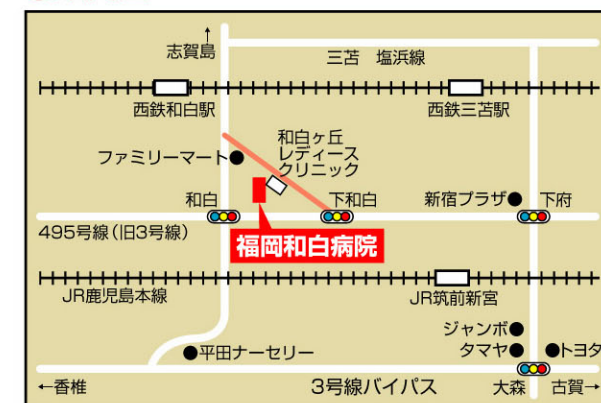 ↑
志賀島
三苫 塩浜線
西鉄和白駅
西鉄三苫駅
和白ヶ丘
レディース
クリニック
ファミリーマート
和白
下和白
新宿プラザ
下府
495号線(旧3号線)
福岡和白病院
JR鹿児島本線
JR筑前新宮
ジャンボ
タマヤ
トヨタ
平田ナーセリー
←香椎
3号線バイパス
大森
古賀→